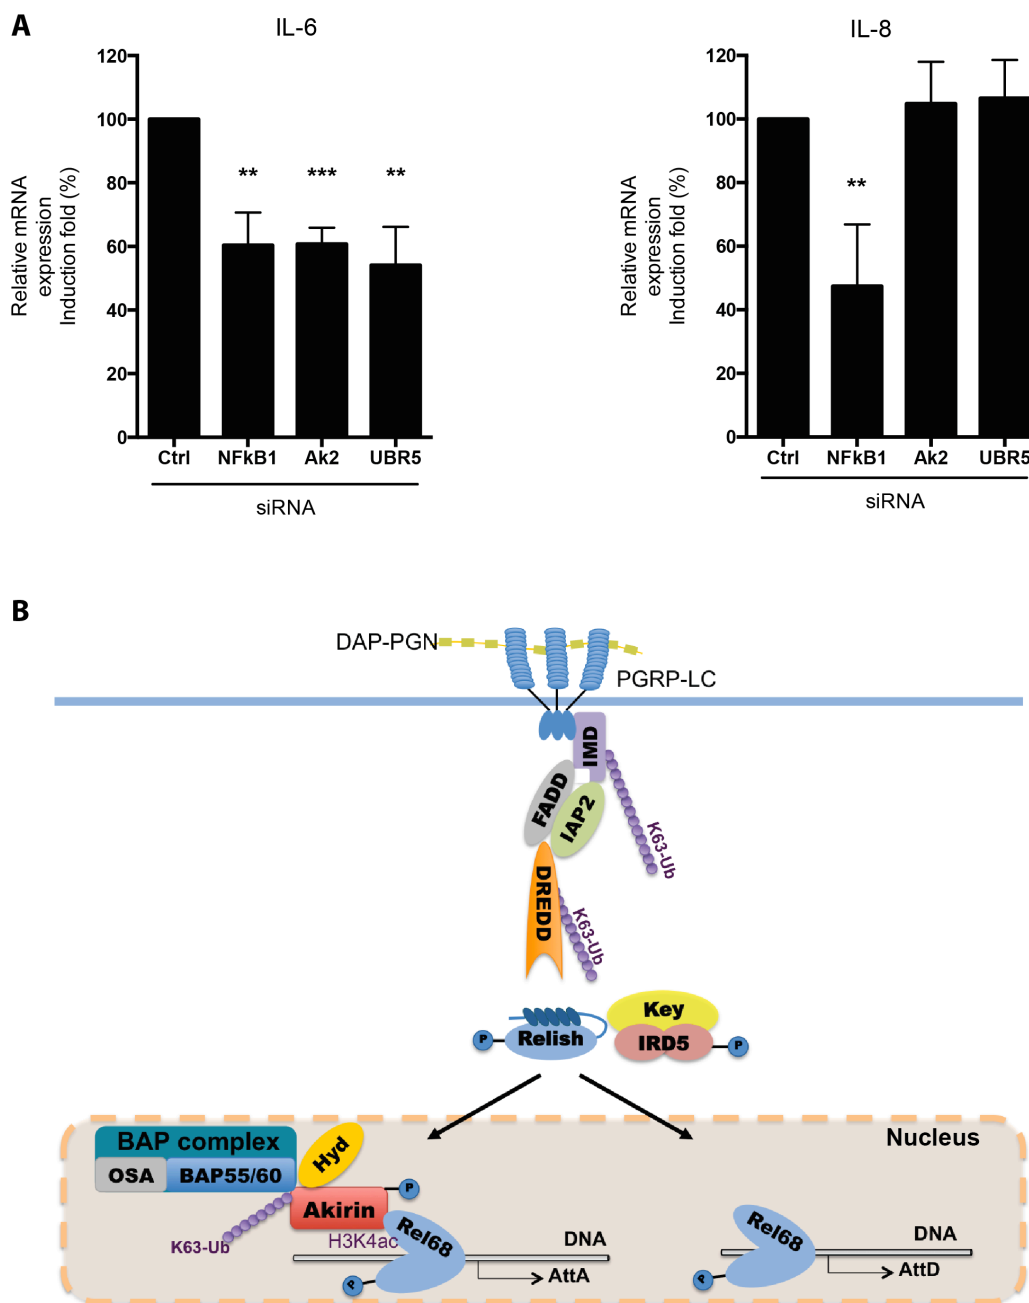 A
IL-6
Relative mRNA
expression
Induction fold (%)
120
100
80
60
40
20
0
**
***
**
Ctrl
NFkB1
Ak2
UBR5
siRNA
IL-8
Relative mRNA
expression
Induction fold (%)
120
100
80
60
40
20
0
**
Ctrl
NFkB1
Ak2
UBR5
siRNA
B
DAP-PGN
PGRP-LC
IMD
FADD
IAP2
K63-Ub
DREDD
K63-Ub
Key
P
Relish
IRD5
P
Nucleus
BAP complex
Hyd
OSA
BAP55/60
P
Akirin
K63-Ub
H3K4ac
Rel68
DNA
P
AttA
Rel68
DNA
P
AttD